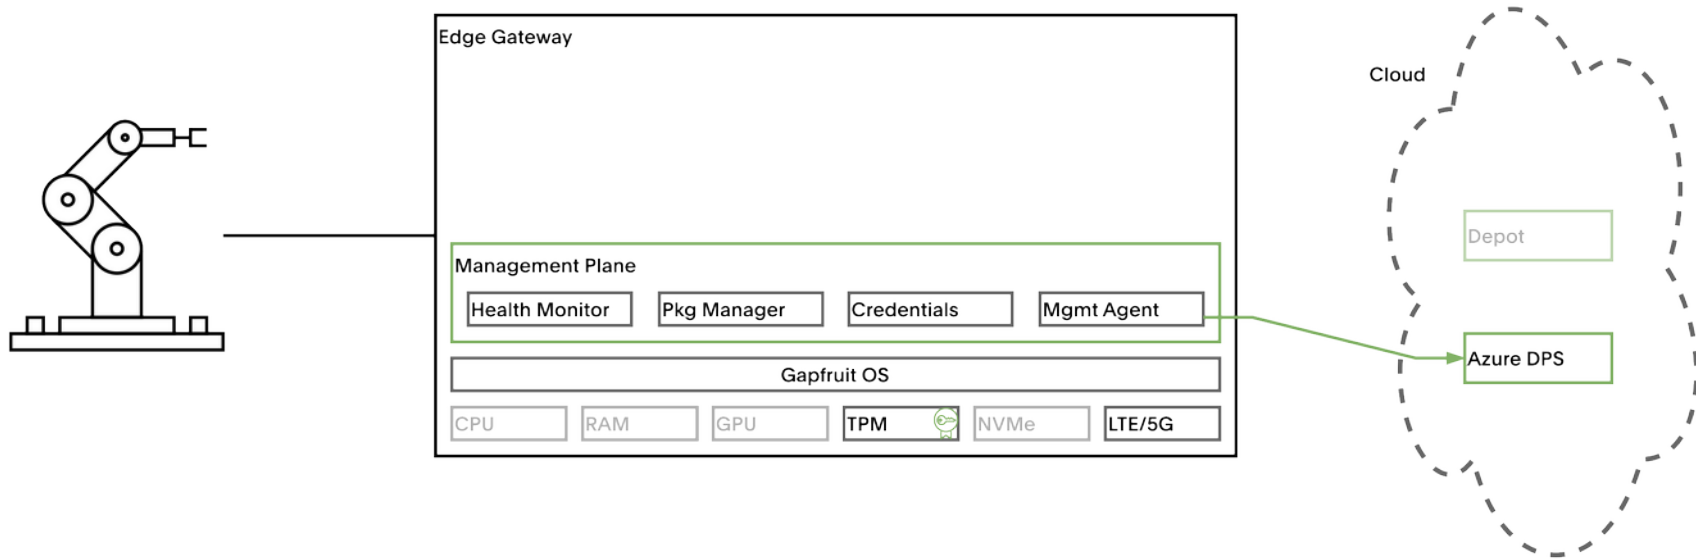 Edge Gateway
Cloud
Management Plane
Health Monitor
Pkg Manager
Credentials
Mgmt Agent
Gapfruit OS
CPU
RAM
GPU
TPM
NVMe
LTE/5G
Depot
Azure DPS